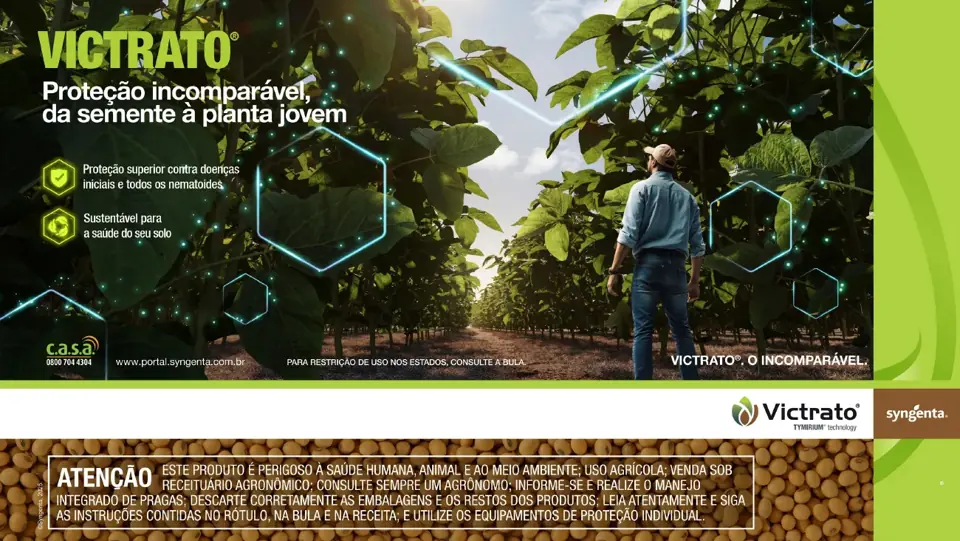 VICTRATO®
Proteção incomparável,
da semente à planta jovem
Proteção superior contra doenças
iniciais e todos os nematoides.
Sustentável para
a saúde do seu solo
c.a.s.a.
0800 704 4304
www.portal.syngenta.com.br
PARA RESTRIÇÃO DE USO NOS ESTADOS, CONSULTE A BULA.
VICTRATO®. O INCOMPARÁVEL.
Victrato®
TYMIRIUM® technology
syngenta®
ATENÇÃO
ESTE PRODUTO É PERIGOSO À SAÚDE HUMANA, ANIMAL E AO MEIO AMBIENTE; USO AGRÍCOLA; VENDA SOB
RECEITUÁRIO AGRONÔMICO; CONSULTE SEMPRE UM AGRÔNOMO; INFORME-SE E REALIZE O MANEJO
INTEGRADO DE PRAGAS; DESCARTE CORRETAMENTE AS EMBALAGENS E OS RESTOS DOS PRODUTOS; LEIA ATENTAMENTE E SIGA
AS INSTRUÇÕES CONTIDAS NO RÓTULO, NA BULA E NA RECEITA; E UTILIZE OS EQUIPAMENTOS DE PROTEÇÃO INDIVIDUAL.